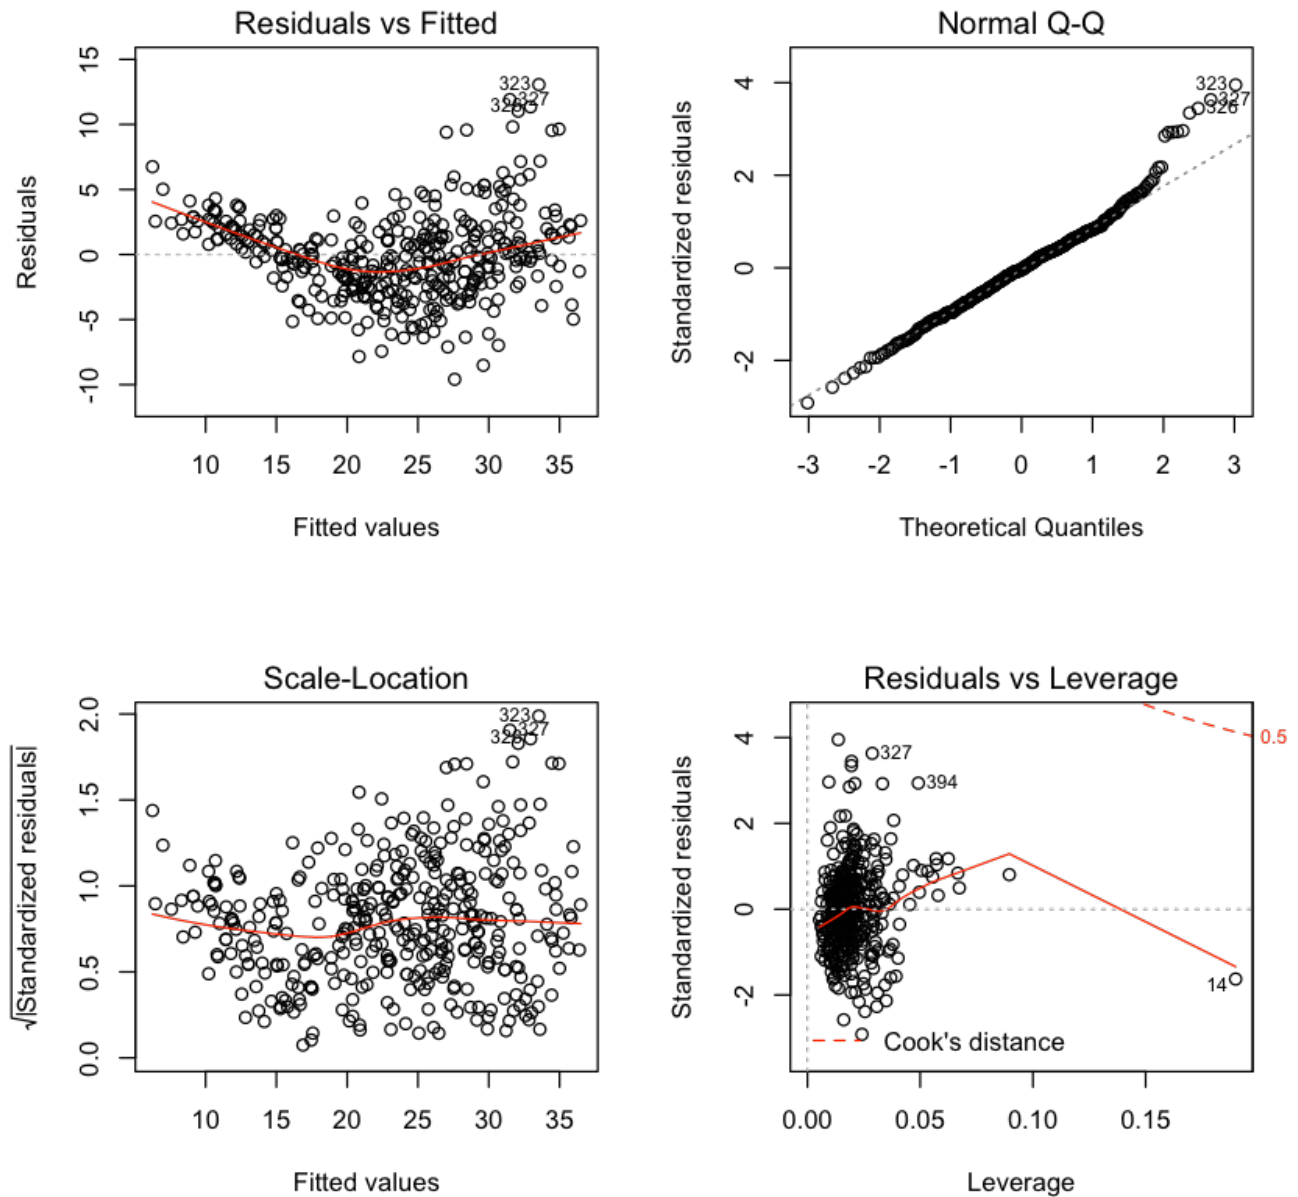 Residuals vs Fitted
Residuals
15
10
5
0
-5
-10
323
326
327
10 15 20 25 30 35
Fitted values
Normal Q-Q
Standardized residuals
4
2
0
-2
323
327
326
-3 -2 -1 0 1 2 3
Theoretical Quantiles
Scale-Location
√|Standardized residuals|
2.0
1.5
1.0
0.5
0.0
323
326
327
10 15 20 25 30 35
Fitted values
Residuals vs Leverage
Standardized residuals
4
2
0
-2
327
394
14
0.5
Cook's distance
0.00 0.05 0.10 0.15
Leverage